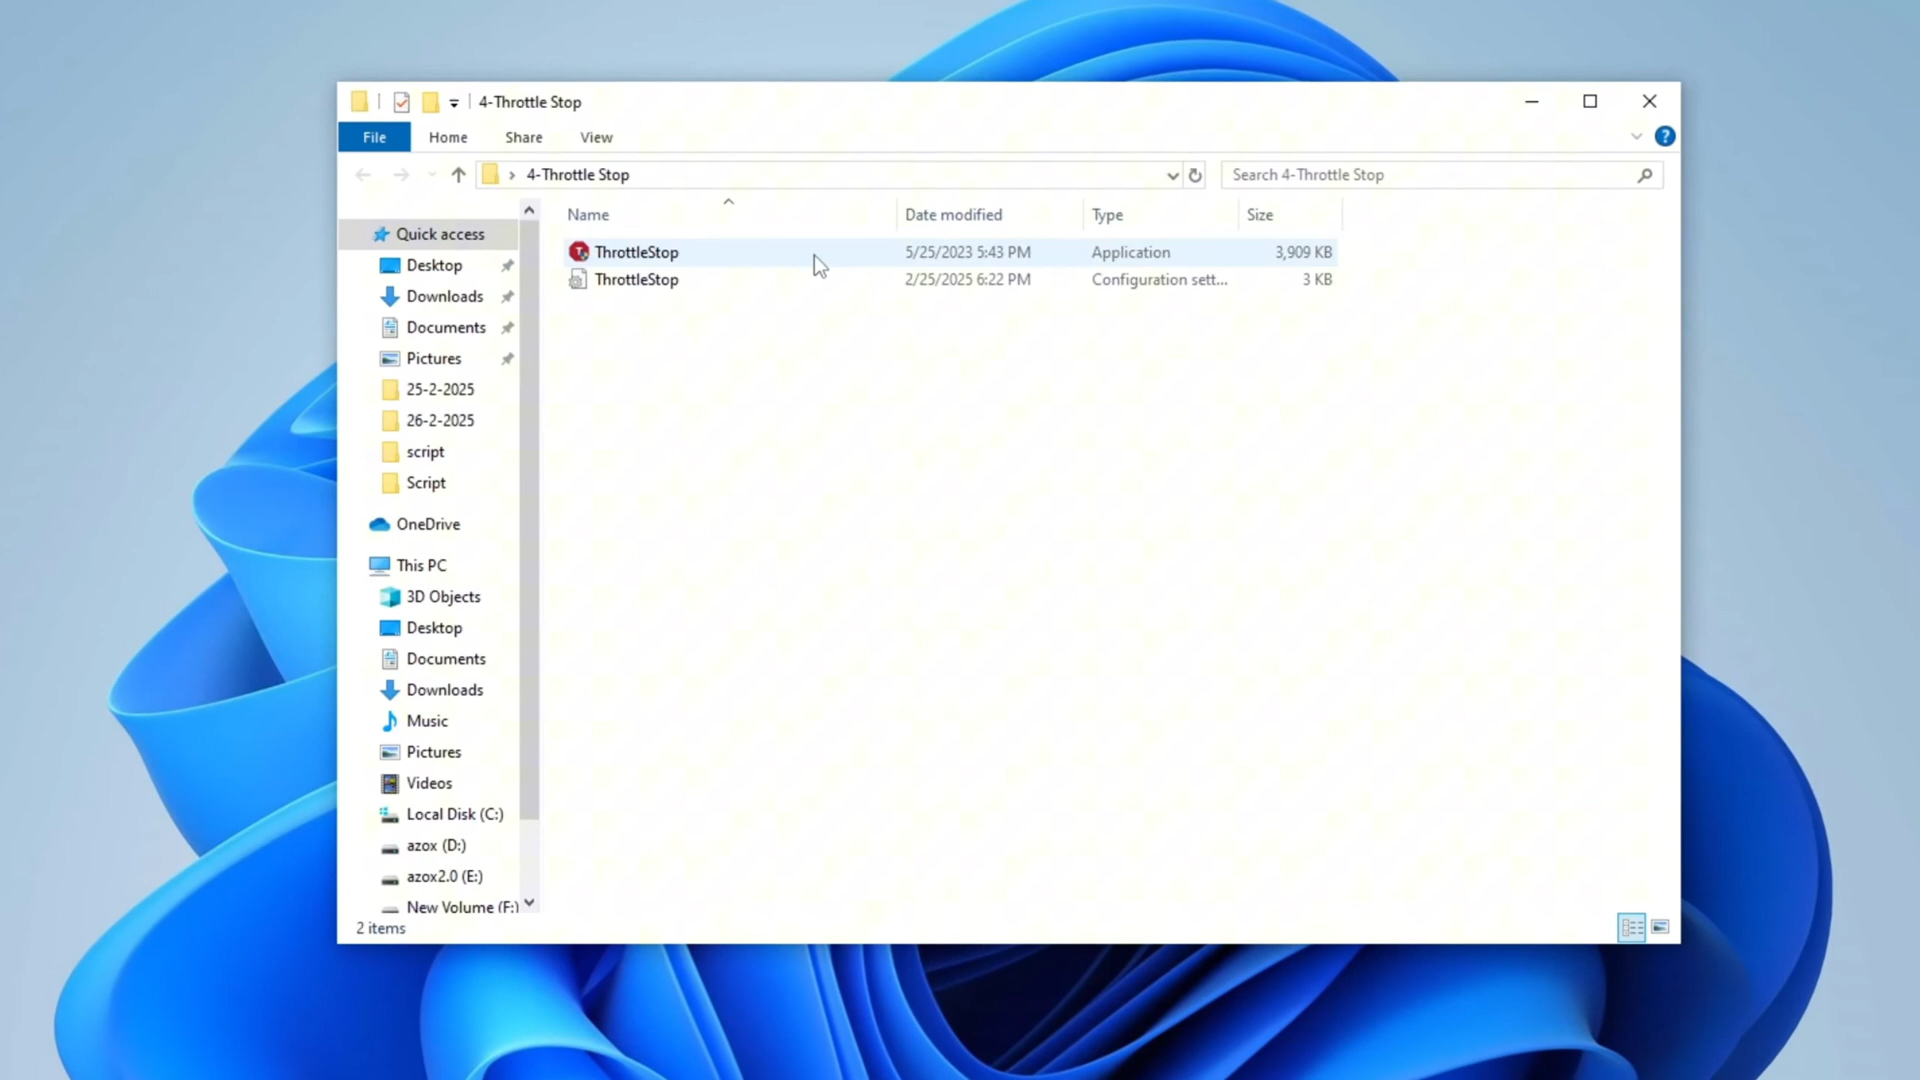 4-Throttle Stop
File Home Share View
4-Throttle Stop
Search 4-Throttle Stop
Name Date modified Type Size
ThrottleStop 5/25/2023 5:43 PM Application 3,909 KB
ThrottleStop 2/25/2025 6:22 PM Configuration sett... 3 KB
Quick access
Desktop
Downloads
Documents
Pictures
25-2-2025
26-2-2025
script
Script
OneDrive
This PC
3D Objects
Desktop
Documents
Downloads
Music
Pictures
Videos
Local Disk (C:)
azox (D:)
azox2.0 (E:)
New Volume (F:)
2 items